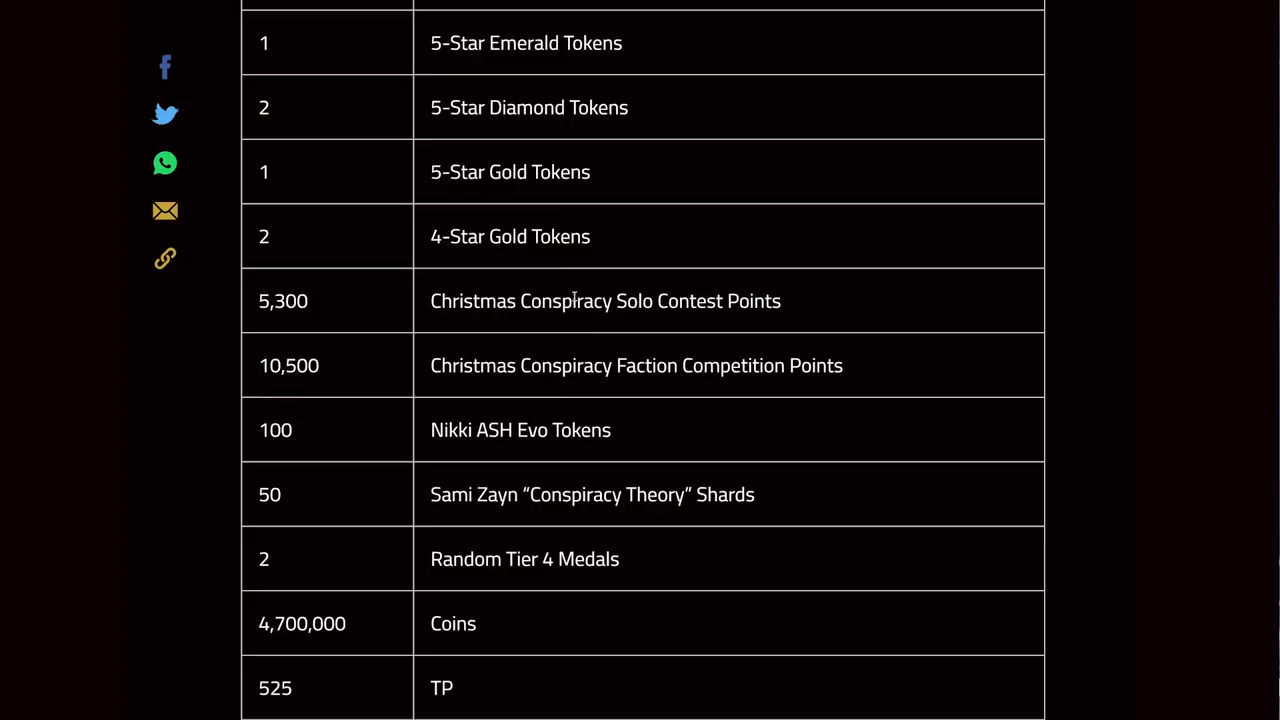 1 5-Star Emerald Tokens
2 5-Star Diamond Tokens
1 5-Star Gold Tokens
2 4-Star Gold Tokens
5,300 Christmas Conspiracy Solo Contest Points
10,500 Christmas Conspiracy Faction Competition Points
100 Nikki ASH Evo Tokens
50 Sami Zayn “Conspiracy Theory” Shards
2 Random Tier 4 Medals
4,700,000 Coins
525 TP